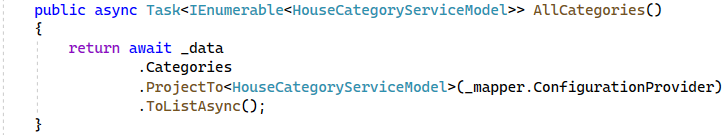 public async Task<IEnumerable<HouseCategoryServiceModel>> AllCategories()
{
return await _data
.Categories
.ProjectTo<HouseCategoryServiceModel>(_mapper.ConfigurationProvider)
.ToListAsync();
}